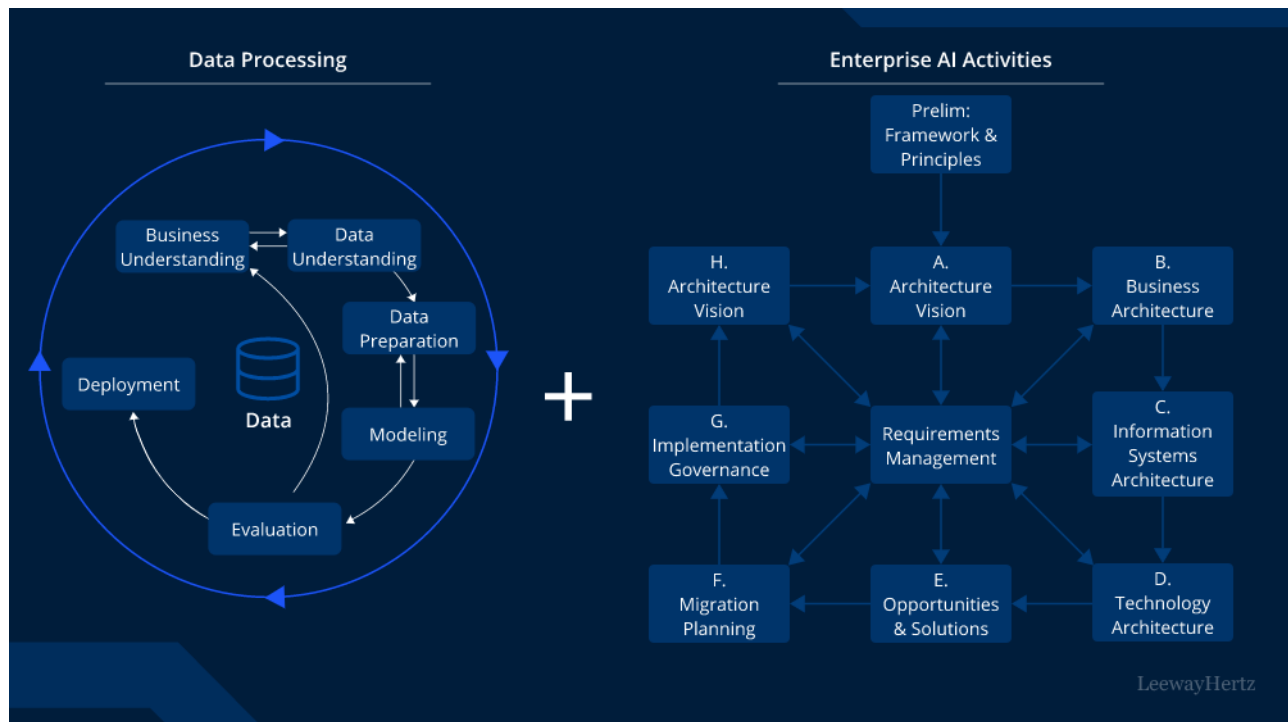 Data Processing
Business
Understanding
Data
Understanding
Data
Preparation
Deployment
Data
Modeling
Evaluation
Enterprise AI Activities
Prelim:
Framework &
Principles
H.
Architecture
Vision
A.
Architecture
Vision
B.
Business
Architecture
G.
Implementation
Governance
Requirements
Management
C.
Information
Systems
Architecture
F.
Migration
Planning
E.
Opportunities
& Solutions
D.
Technology
Architecture
LeewayHertz